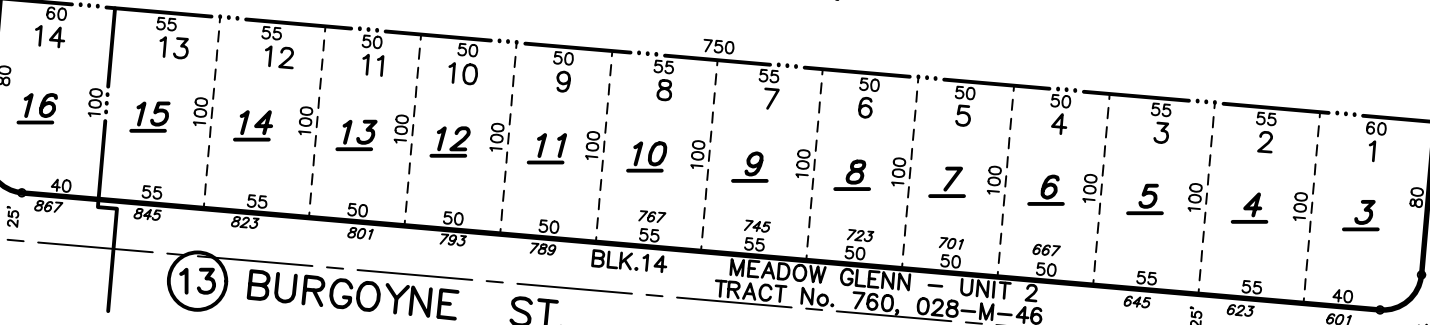 750
60 55 55 50 50 50 55 55 50 50 50 55 55 60
14 13 12 11 10 9 8 7 6 5 4 3 2 1
80 100 100 100 100 100 100 100 100 100 100 100 100 100 80
16 15 14 13 12 11 10 9 8 7 6 5 4 3
40 55 55 50 50 50 55 55 50 50 50 55 55 40
867 845 823 801 793 789 767 745 723 701 667 645 623 601
25' 25'
BLK.14
MEADOW GLENN - UNIT 2
TRACT No. 760, 028-M-46
13 BURGOYNE ST.